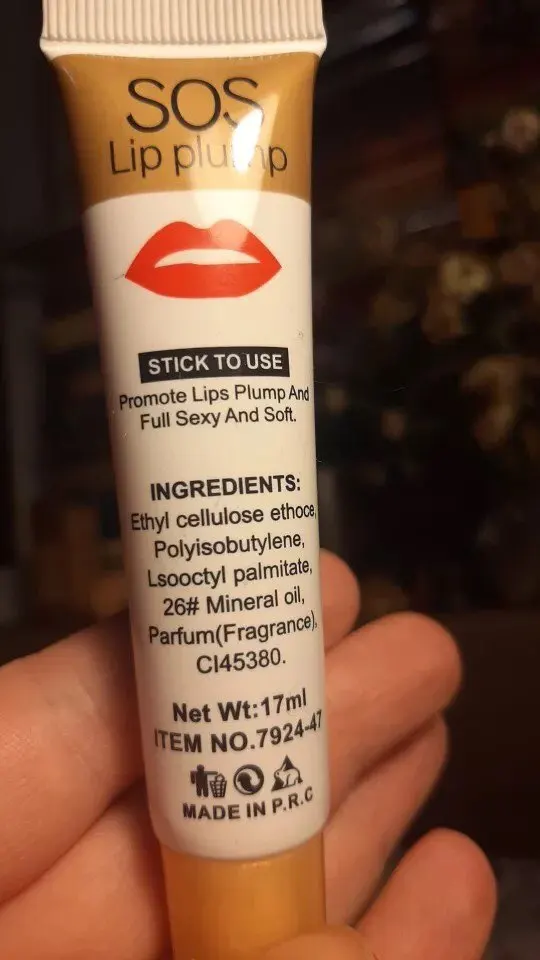 SOS
Lip plump
STICK TO USE
Promote Lips Plump And
Full Sexy And Soft.
INGREDIENTS:
Ethyl cellulose ethoce,
Polyisobutylene,
Lsooctyl palmitate,
26# Mineral oil,
Parfum(Fragrance),
CI45380.
Net Wt:17ml
ITEM NO.7924-47
MADE IN P.R.C